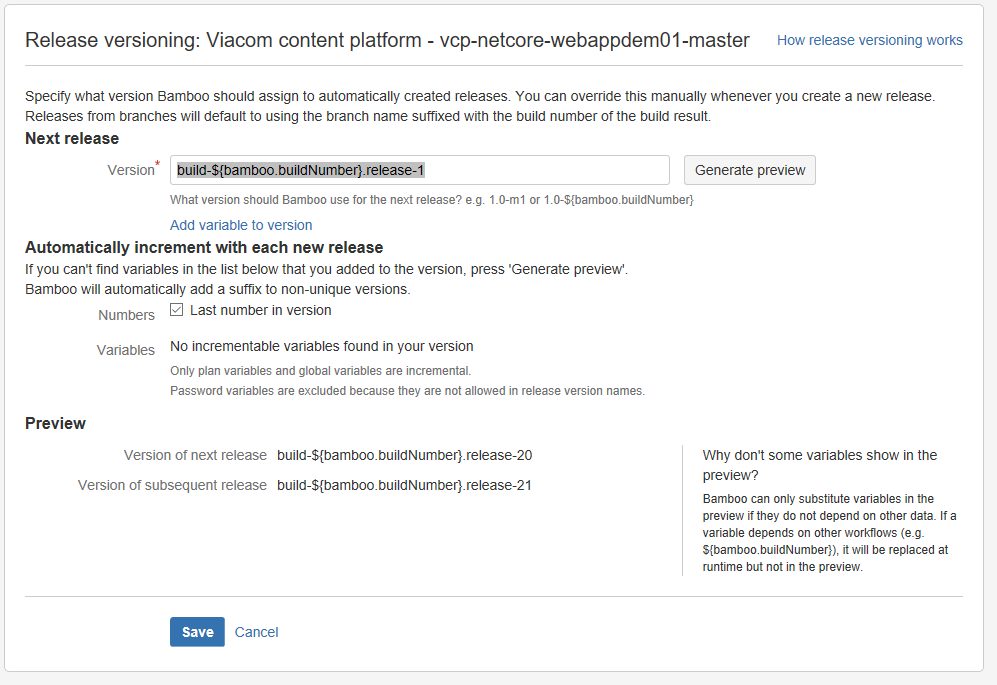 Release versioning: Viacom content platform - vcp-netcore-webappdem01-master
How release versioning works
Specify what version Bamboo should assign to automatically created releases. You can override this manually whenever you create a new release.
Releases from branches will default to using the branch name suffixed with the build number of the build result.
Next release
Version* build-${bamboo.buildNumber}.release-1 Generate preview
What version should Bamboo use for the next release? e.g. 1.0-m1 or 1.0-${bamboo.buildNumber}
Add variable to version
Automatically increment with each new release
If you can't find variables in the list below that you added to the version, press 'Generate preview'.
Bamboo will automatically add a suffix to non-unique versions.
Numbers Last number in version
Variables No incrementable variables found in your version
Only plan variables and global variables are incremental.
Password variables are excluded because they are not allowed in release version names.
Preview
Version of next release build-${bamboo.buildNumber}.release-20
Version of subsequent release build-${bamboo.buildNumber}.release-21
Why don't some variables show in the
preview?
Bamboo can only substitute variables in the
preview if they do not depend on other data. If a
variable depends on other workflows (e.g.
${bamboo.buildNumber}), it will be replaced at
runtime but not in the preview.
Save Cancel